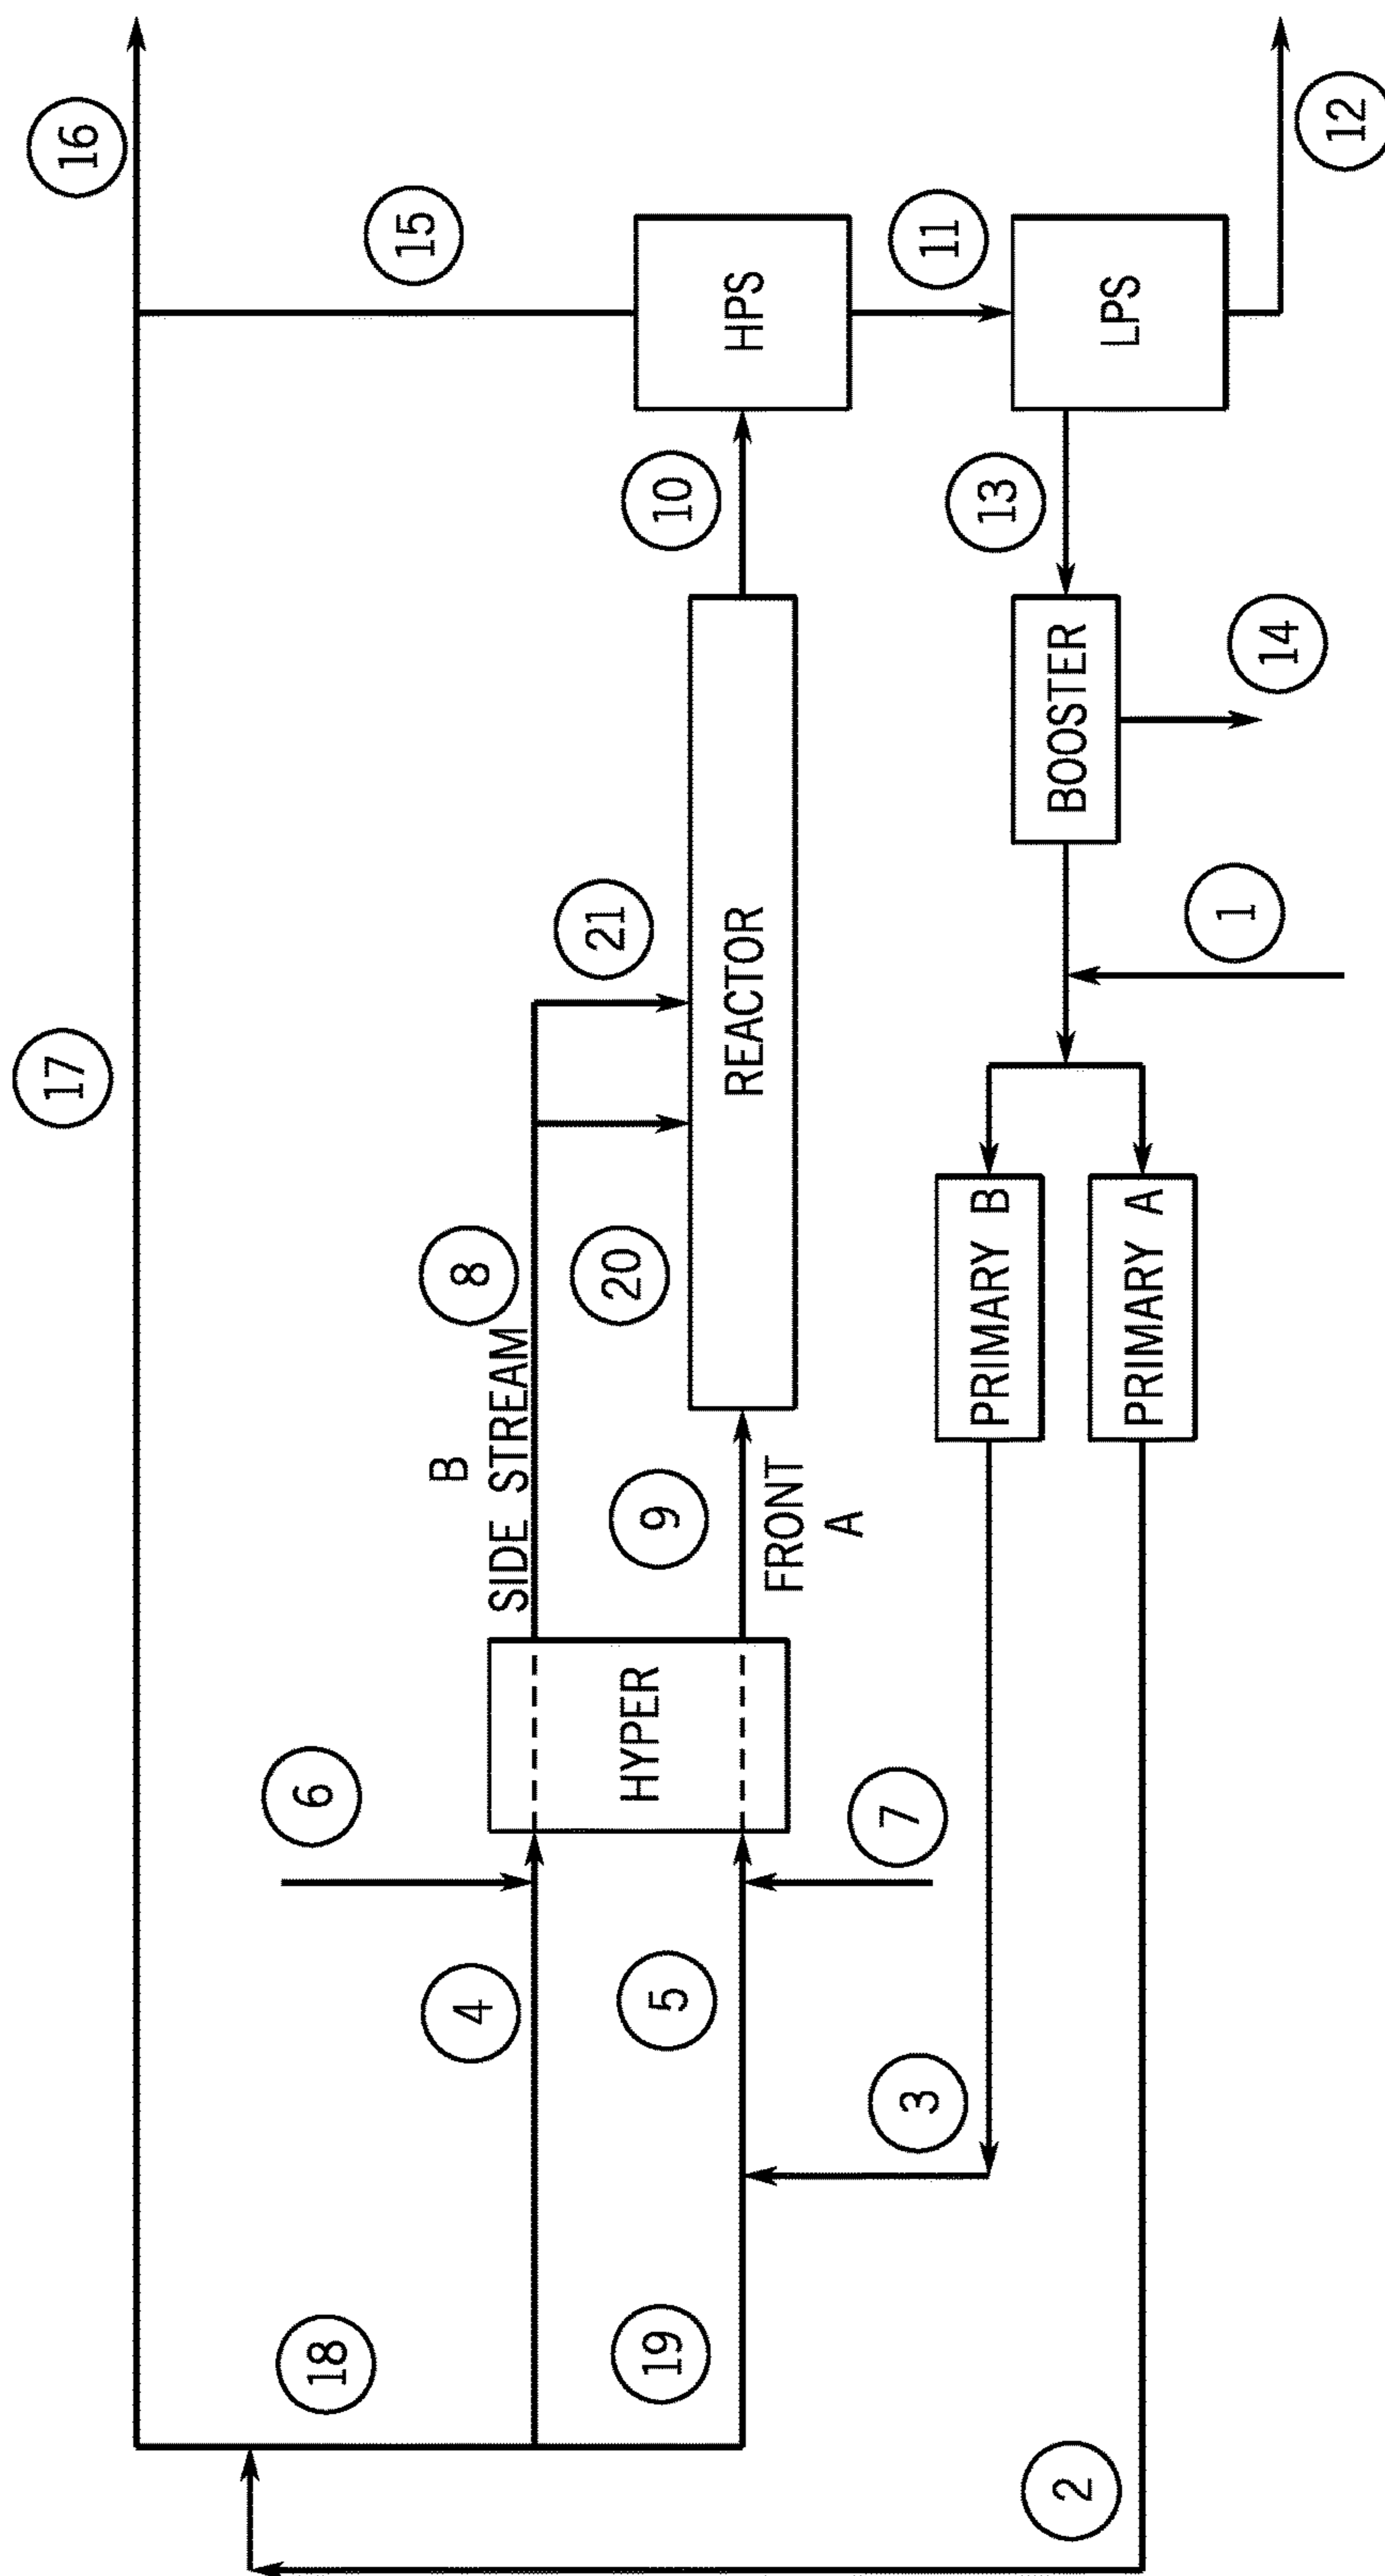 16
17
15
18
6
8
B
SIDE STREAM
21
20
4
HYPER
9
FRONT
A
REACTOR
10
HPS
19
5
7
11
3
PRIMARY B
PRIMARY A
BOOSTER
13
LPS
2
1
14
12